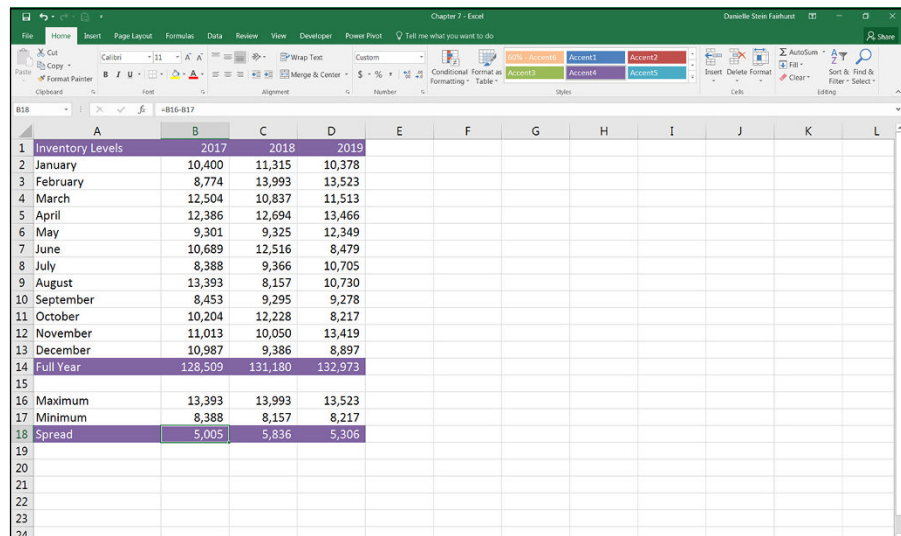 Chapter 7 - Excel Danielle Stein Fairhurst
File Home Insert Page Layout Formulas Data Review View Developer Power Pivot Tell me what you want to do Share
Cut Calibri 11 A A Wrap Text Custom 60% - Accent6 Accent1 Accent2 AutoSum
Copy Fill
Paste Format Painter B I U A Merge & Center $ % , Conditional Formatting Format as Table Accent3 Accent4 Accent5 Insert Delete Format Clear Sort & Filter Find & Select
Clipboard Font Alignment Number Styles Cells Editing
B18 fx =B16-B17
A B C D E F G H I J K L
1 Inventory Levels 2017 2018 2019
2 January 10,400 11,315 10,378
3 February 8,774 13,993 13,523
4 March 12,504 10,837 11,513
5 April 12,386 12,694 13,466
6 May 9,301 9,325 12,349
7 June 10,689 12,516 8,479
8 July 8,388 9,366 10,705
9 August 13,393 8,157 10,730
10 September 8,453 9,295 9,278
11 October 10,204 12,228 8,217
12 November 11,013 10,050 13,419
13 December 10,987 9,386 8,897
14 Full Year 128,509 131,180 132,973
15
16 Maximum 13,393 13,993 13,523
17 Minimum 8,388 8,157 8,217
18 Spread 5,005 5,836 5,306
19
20
21
22
23
24